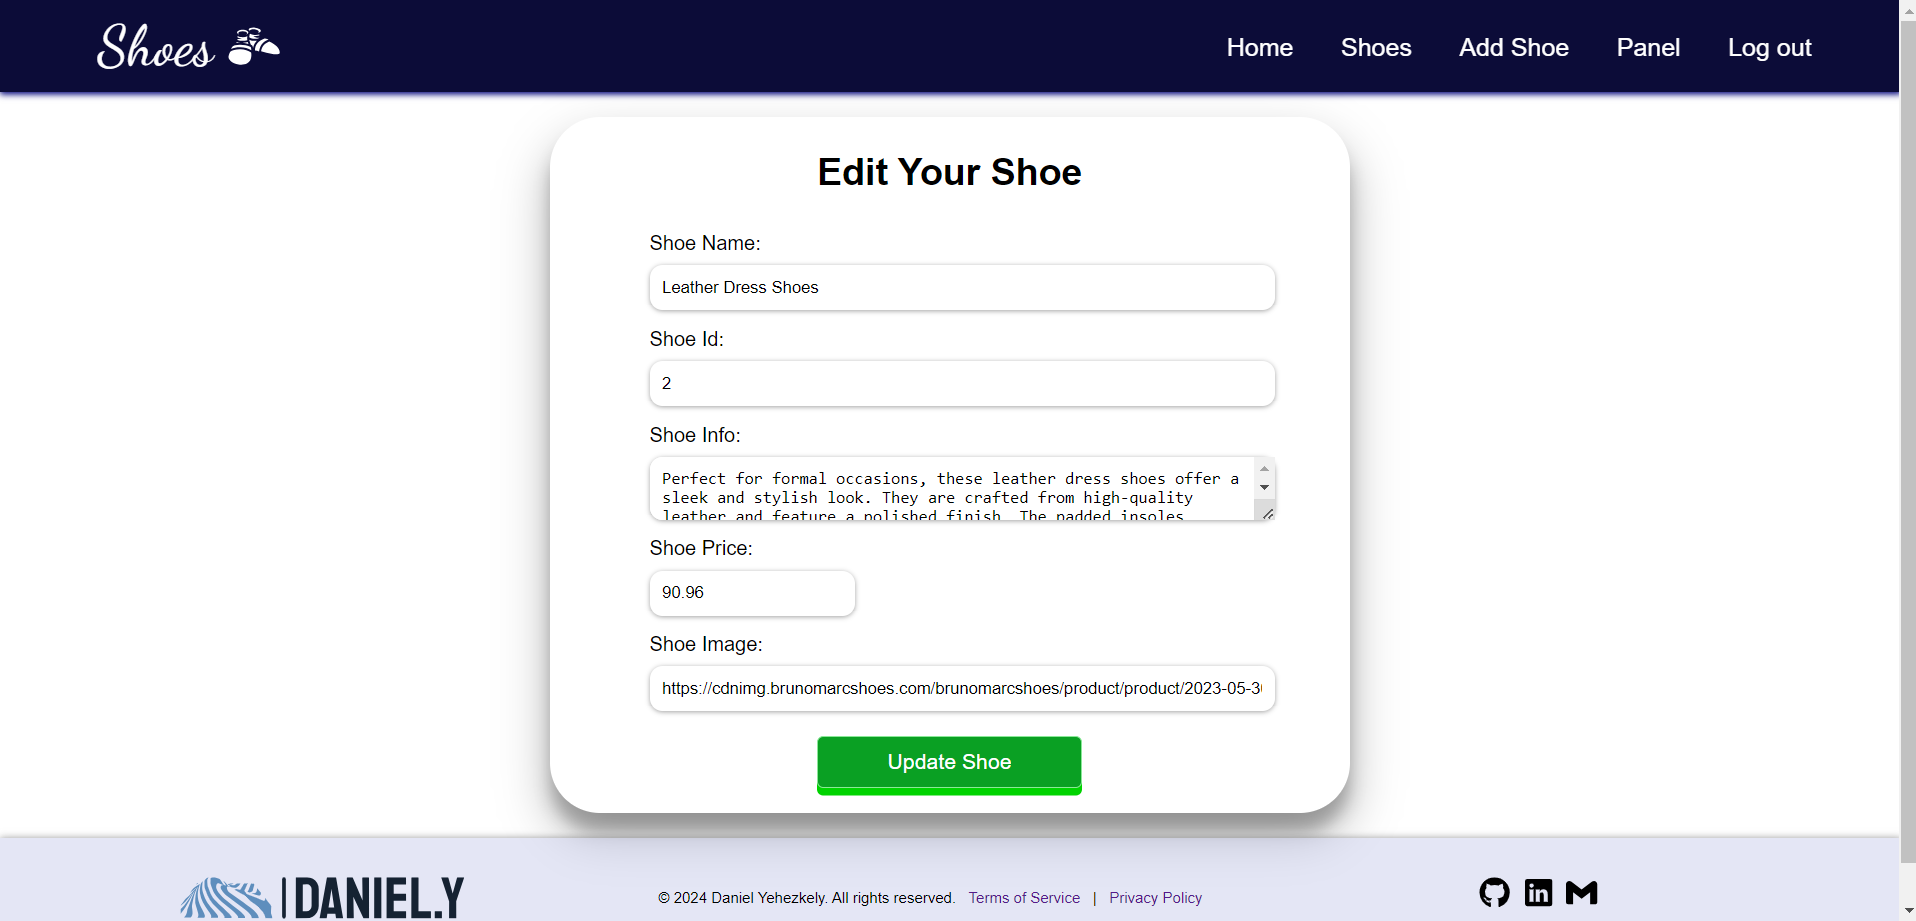 Shoes
Home Shoes Add Shoe Panel Log out
Edit Your Shoe
Shoe Name:
Leather Dress Shoes
Shoe Id:
2
Shoe Info:
Perfect for formal occasions, these leather dress shoes offer a
sleek and stylish look. They are crafted from high-quality
leather and feature a polished finish. The padded insoles
Shoe Price:
90.96
Shoe Image:
https://cdnimg.brunomarcshoes.com/brunomarcshoes/product/product/2023-05-3
Update Shoe
DANIEL.Y
© 2024 Daniel Yehezkely. All rights reserved. Terms of Service | Privacy Policy